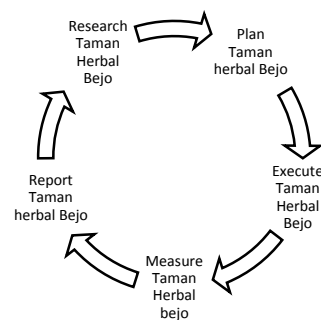 Research
Taman
Herbal
Bejo
Plan
Taman
herbal Bejo
Execute
Taman
Herbal
Bejo
Measure
Taman
Herbal
bejo
Report
Taman
herbal Bejo